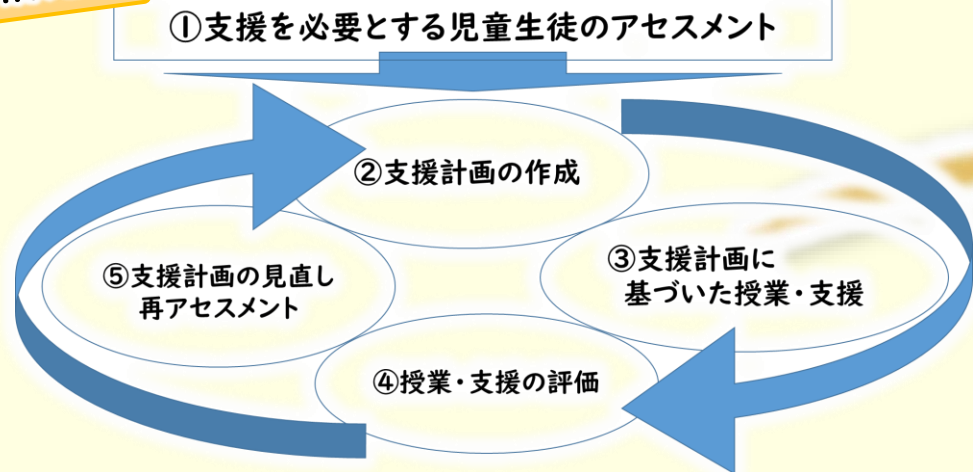 ①支援を必要とする児童生徒のアセスメント
②支援計画の作成
③支援計画に
基づいた授業・支援
④授業・支援の評価
⑤支援計画の見直し
再アセスメント